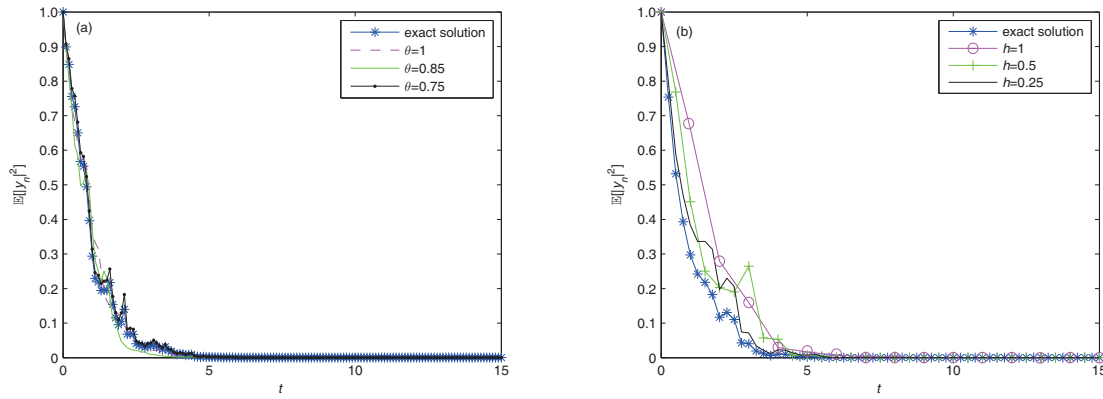 (a)
exact solution
θ=1
θ=0.85
θ=0.75
1.0
0.9
0.8
0.7
0.6
0.5
0.4
0.3
0.2
0.1
0
𝔼[|yₙ|²]
0
5
10
15
t
(b)
exact solution
h=1
h=0.5
h=0.25
1.0
0.9
0.8
0.7
0.6
0.5
0.4
0.3
0.2
0.1
0
𝔼[|yₙ|²]
0
5
10
15
t